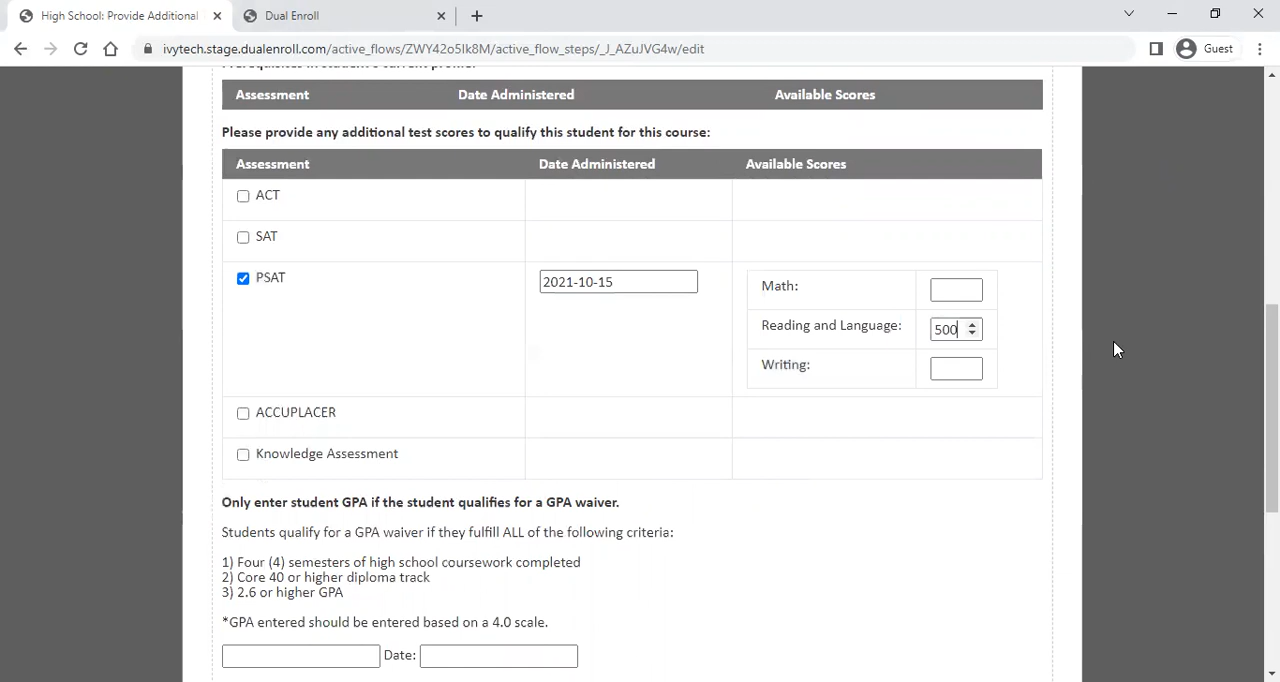 High School: Provide Additional
Dual Enroll
ivytech.stage.dualenroll.com/active_flows/ZWY42o5Ik8M/active_flow_steps/_J_AZuJVG4w/edit
Guest
Prerequisites in student's current profile:
Assessment Date Administered Available Scores
Please provide any additional test scores to qualify this student for this course:
Assessment Date Administered Available Scores
ACT
SAT
PSAT 2021-10-15 Math:
Reading and Language: 500
Writing:
ACCUPLACER
Knowledge Assessment
Only enter student GPA if the student qualifies for a GPA waiver.
Students qualify for a GPA waiver if they fulfill ALL of the following criteria:
1) Four (4) semesters of high school coursework completed
2) Core 40 or higher diploma track
3) 2.6 or higher GPA
*GPA entered should be entered based on a 4.0 scale.
Date: